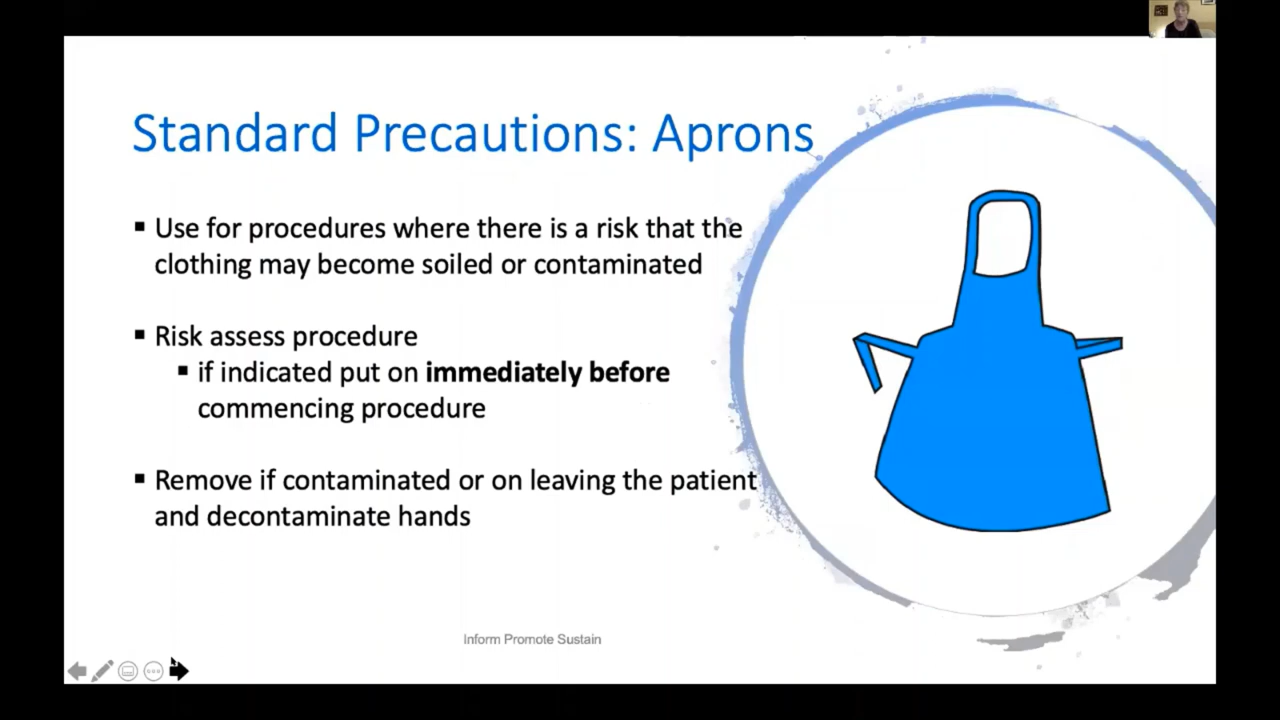 Standard Precautions: Aprons
▪ Use for procedures where there is a risk that the
clothing may become soiled or contaminated
▪ Risk assess procedure
▪ if indicated put on immediately before
commencing procedure
▪ Remove if contaminated or on leaving the patient
and decontaminate hands
Inform Promote Sustain